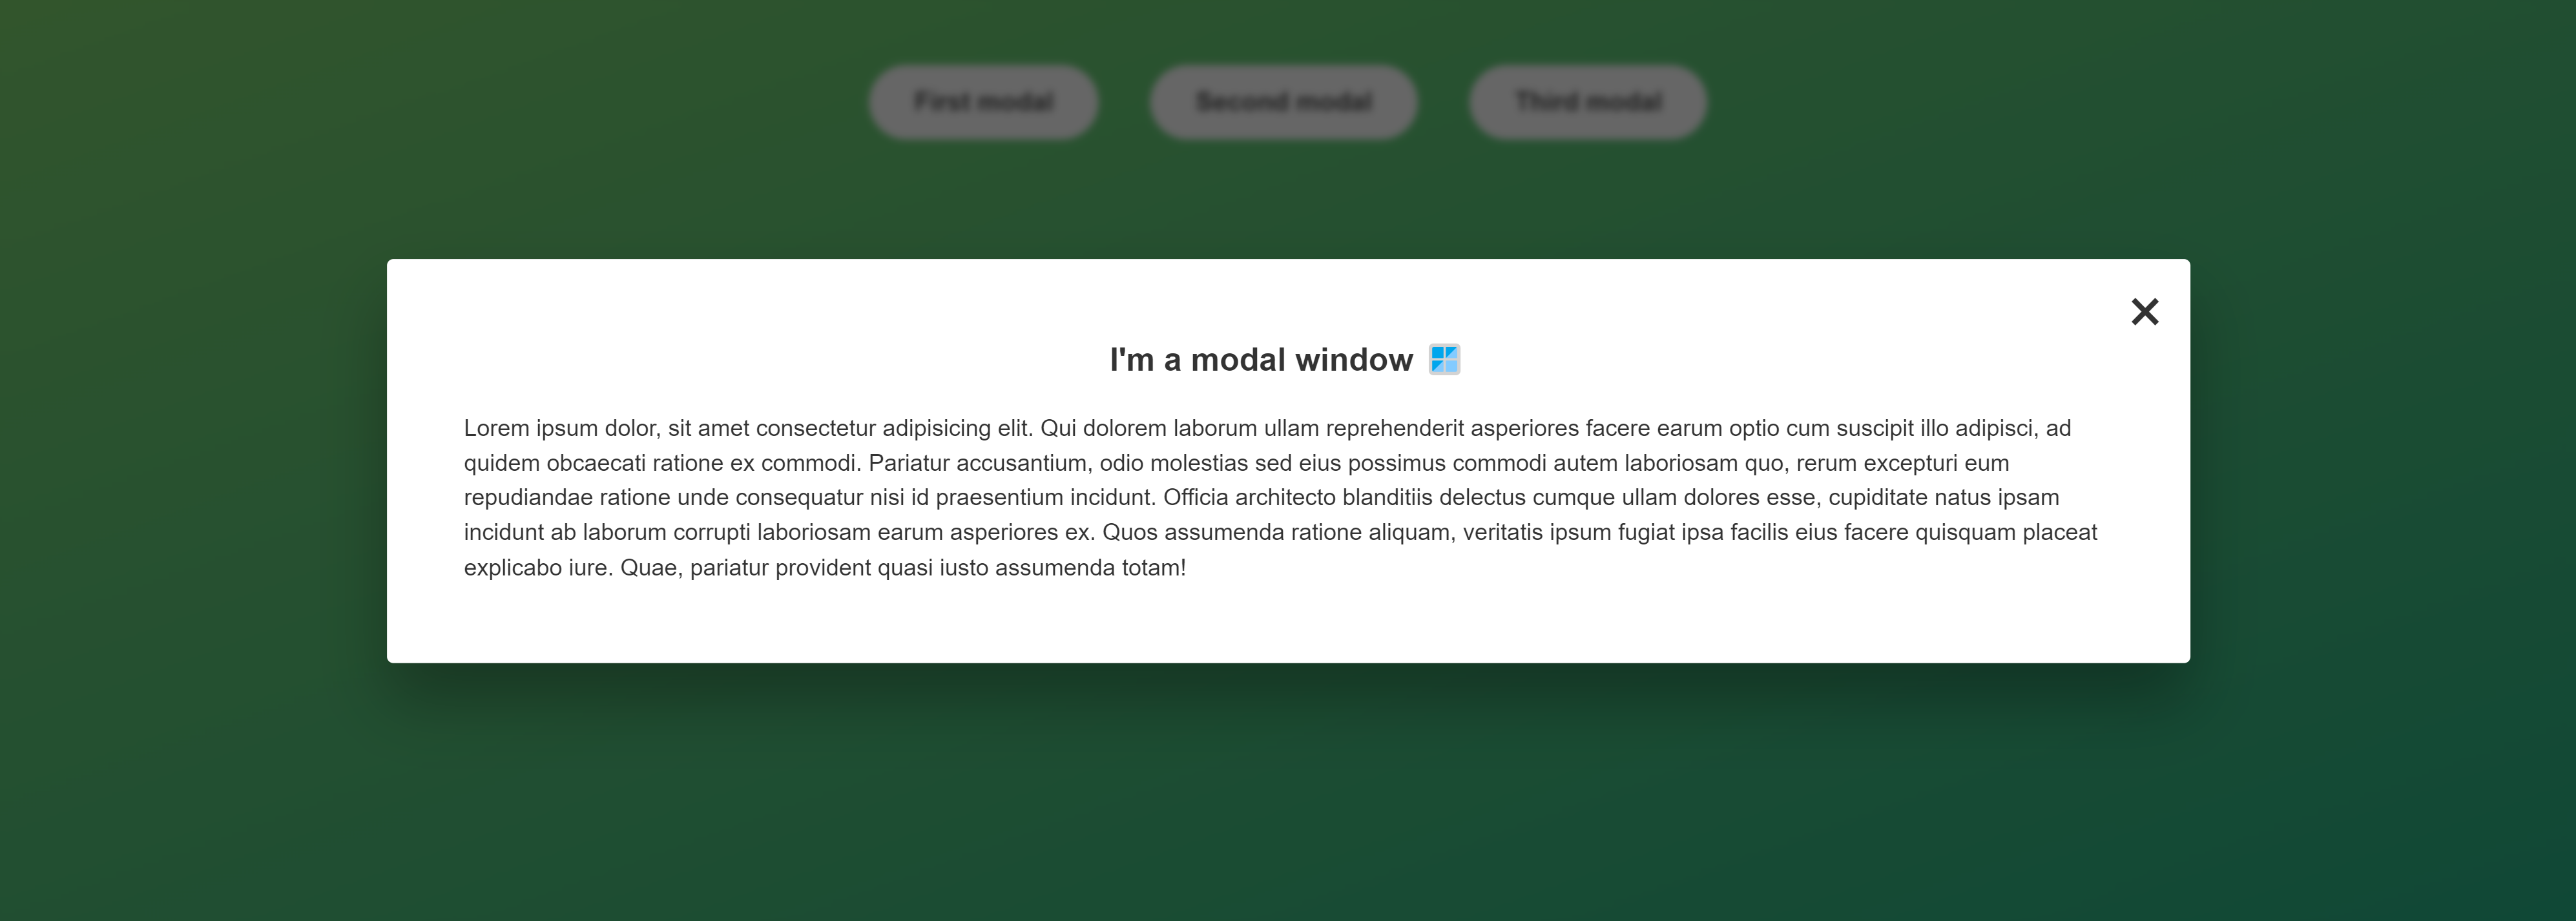 First modal Second modal Third modal
×
I'm a modal window 🪟
Lorem ipsum dolor, sit amet consectetur adipisicing elit. Qui dolorem laborum ullam reprehenderit asperiores facere earum optio cum suscipit illo adipisci, ad
quidem obcaecati ratione ex commodi. Pariatur accusantium, odio molestias sed eius possimus commodi autem laboriosam quo, rerum excepturi eum
repudiandae ratione unde consequatur nisi id praesentium incidunt. Officia architecto blanditiis delectus cumque ullam dolores esse, cupiditate natus ipsam
incidunt ab laborum corrupti laboriosam earum asperiores ex. Quos assumenda ratione aliquam, veritatis ipsum fugiat ipsa facilis eius facere quisquam placeat
explicabo iure. Quae, pariatur provident quasi iusto assumenda totam!